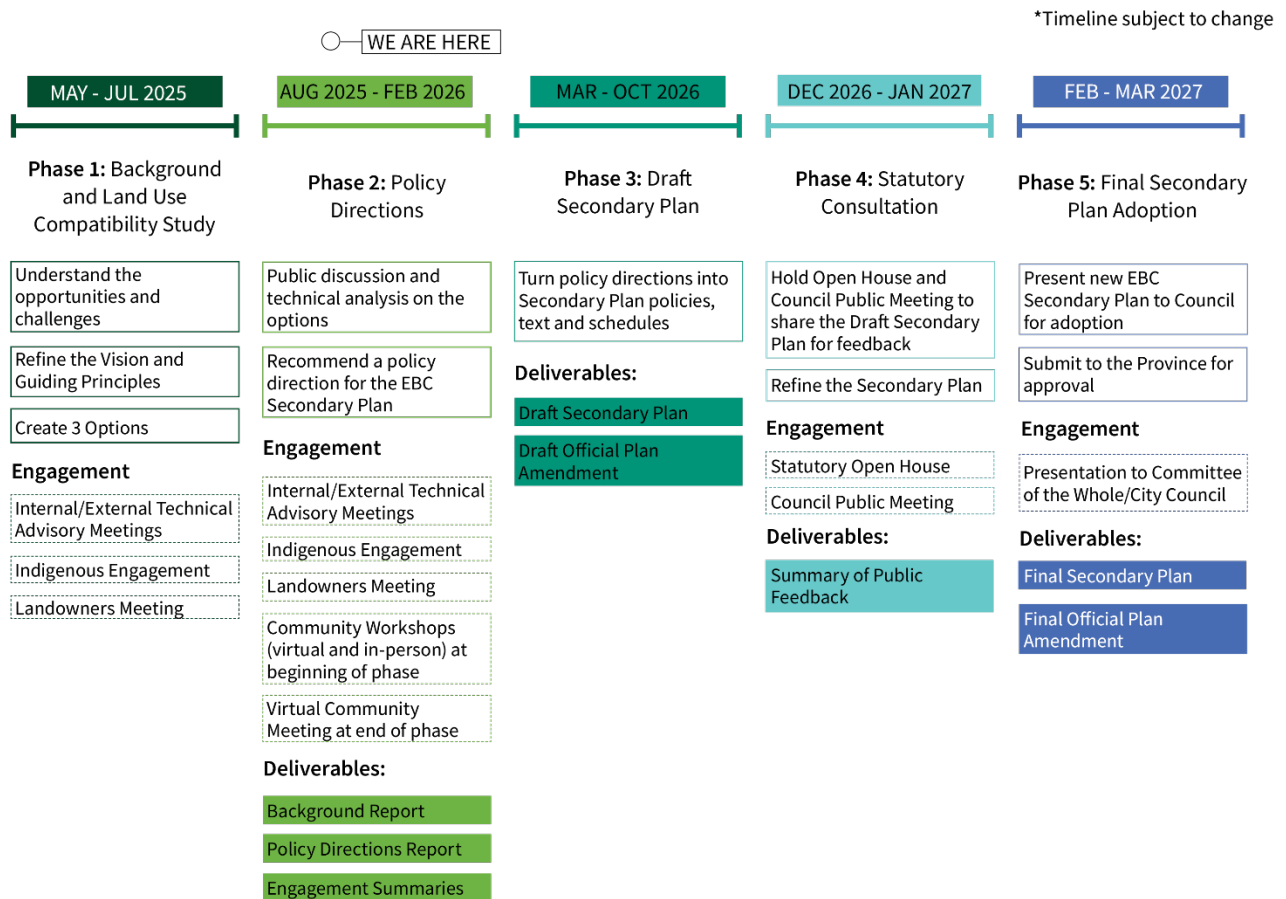 *Timeline subject to change
WE ARE HERE
MAY - JUL 2025
Phase 1: Background
and Land Use
Compatibility Study
Understand the
opportunities and
challenges
Refine the Vision and
Guiding Principles
Create 3 Options
Engagement
Internal/External Technical
Advisory Meetings
Indigenous Engagement
Landowners Meeting
AUG 2025 - FEB 2026
Phase 2: Policy
Directions
Public discussion and
technical analysis on the
options
Recommend a policy
direction for the EBC
Secondary Plan
Engagement
Internal/External Technical
Advisory Meetings
Indigenous Engagement
Landowners Meeting
Community Workshops
(virtual and in-person) at
beginning of phase
Virtual Community
Meeting at end of phase
Deliverables:
Background Report
Policy Directions Report
Engagement Summaries
MAR - OCT 2026
Phase 3: Draft
Secondary Plan
Turn policy directions into
Secondary Plan policies,
text and schedules
Deliverables:
Draft Secondary Plan
Draft Official Plan
Amendment
DEC 2026 - JAN 2027
Phase 4: Statutory
Consultation
Hold Open House and
Council Public Meeting to
share the Draft Secondary
Plan for feedback
Refine the Secondary Plan
Engagement
Statutory Open House
Council Public Meeting
Deliverables:
Summary of Public
Feedback
FEB - MAR 2027
Phase 5: Final Secondary
Plan Adoption
Present new EBC
Secondary Plan to Council
for adoption
Submit to the Province for
approval
Engagement
Presentation to Committee
of the Whole/City Council
Deliverables:
Final Secondary Plan
Final Official Plan
Amendment